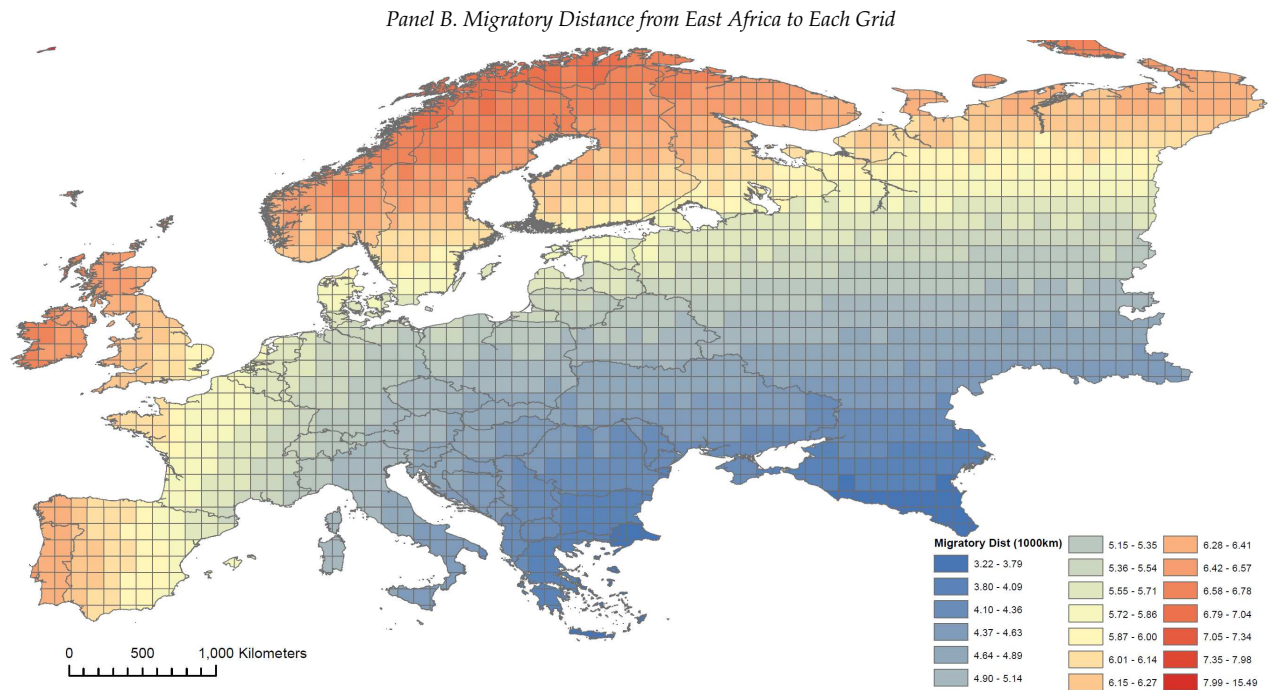 Panel B. Migratory Distance from East Africa to Each Grid
0 500 1,000 Kilometers
Migratory Dist (1000km)
3.22 - 3.79
3.80 - 4.09
4.10 - 4.36
4.37 - 4.63
4.64 - 4.89
4.90 - 5.14
5.15 - 5.35
5.36 - 5.54
5.55 - 5.71
5.72 - 5.86
5.87 - 6.00
6.01 - 6.14
6.15 - 6.27
6.28 - 6.41
6.42 - 6.57
6.58 - 6.78
6.79 - 7.04
7.05 - 7.34
7.35 - 7.98
7.99 - 15.49